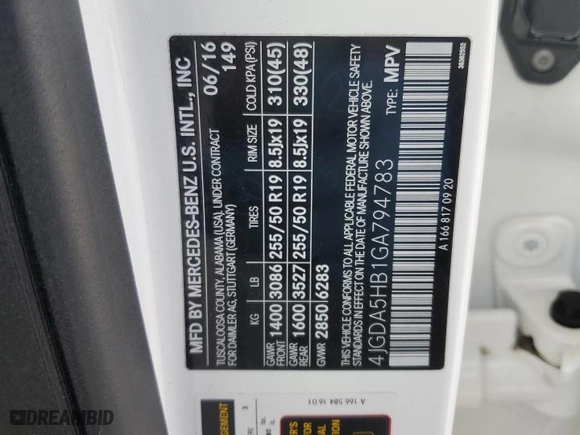 MFD BY MERCEDES-BENZ U.S. INTL., INC
TUSCALOOSA COUNTY, ALABAMA (USA), UNDER CONTRACT
FOR DAIMLER AG, STUTTGART (GERMANY)
06/16
149
KG LB TIRES RIM SIZE COLD KPA(PSI)
GAWR FRONT 1400 3086 255/50 R19 8.5Jx19 310(45)
GAWR REAR 1600 3527 255/50 R19 8.5Jx19 330(48)
GVWR 2850 6283
THIS VEHICLE CONFORMS TO ALL APPLICABLE FEDERAL MOTOR VEHICLE SAFETY
STANDARDS IN EFFECT ON THE DATE OF MANUFACTURE SHOWN ABOVE.
4JGDA5HB1GA794783 TYPE: MPV
A 166 817 09 20
A 166 584 16 01
DREAMBID